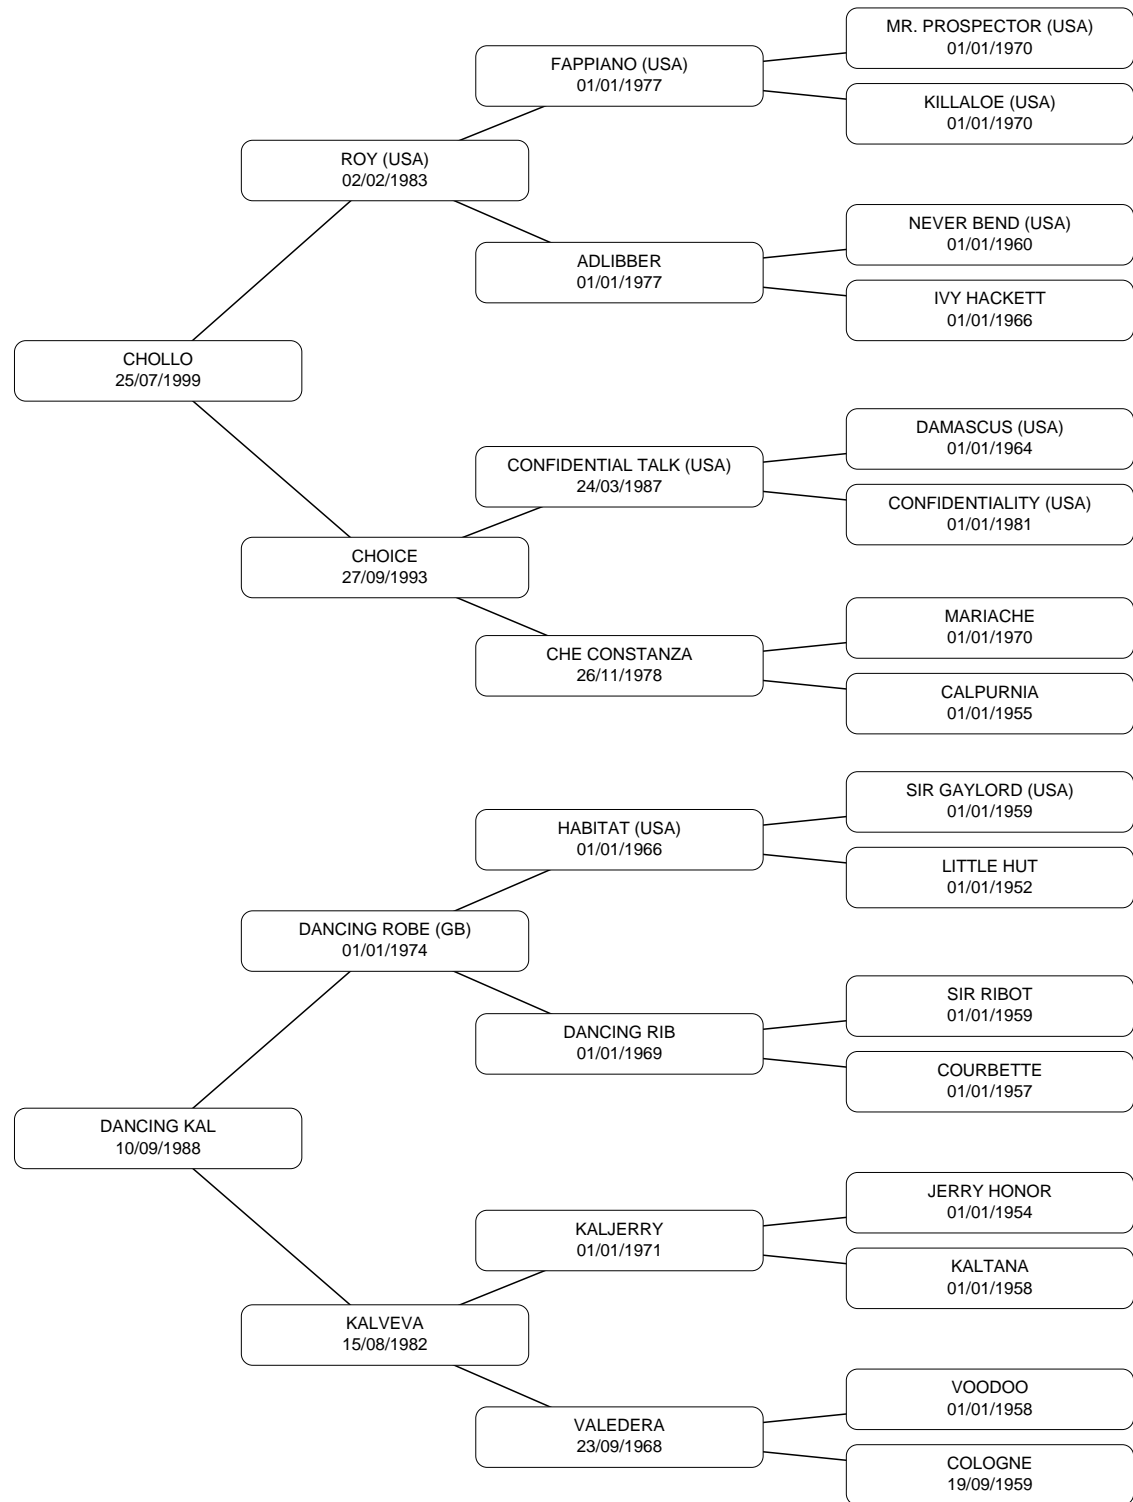 MR. PROSPECTOR (USA)
01/01/1970
FAPPIANO (USA)
01/01/1977
KILLALOE (USA)
01/01/1970
ROY (USA)
02/02/1983
NEVER BEND (USA)
01/01/1960
ADLIBBER
01/01/1977
IVY HACKETT
01/01/1966
CHOLLO
25/07/1999
DAMASCUS (USA)
01/01/1964
CONFIDENTIAL TALK (USA)
24/03/1987
CONFIDENTIALITY (USA)
01/01/1981
CHOICE
27/09/1993
MARIACHE
01/01/1970
CHE CONSTANZA
26/11/1978
CALPURNIA
01/01/1955
SIR GAYLORD (USA)
01/01/1959
HABITAT (USA)
01/01/1966
LITTLE HUT
01/01/1952
DANCING ROBE (GB)
01/01/1974
SIR RIBOT
01/01/1959
DANCING RIB
01/01/1969
COURBETTE
01/01/1957
DANCING KAL
10/09/1988
JERRY HONOR
01/01/1954
KALJERRY
01/01/1971
KALTANA
01/01/1958
KALVEVA
15/08/1982
VOODOO
01/01/1958
VALEDERA
23/09/1968
COLOGNE
19/09/1959